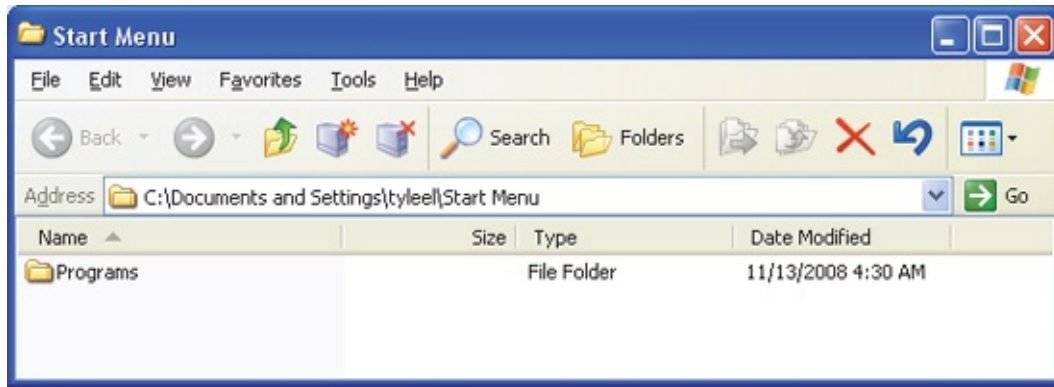 Start Menu
File Edit View Favorites Tools Help
Back Search Folders
Address C:\Documents and Settings\tyleel\Start Menu Go
Name Size Type Date Modified
Programs File Folder 11/13/2008 4:30 AM